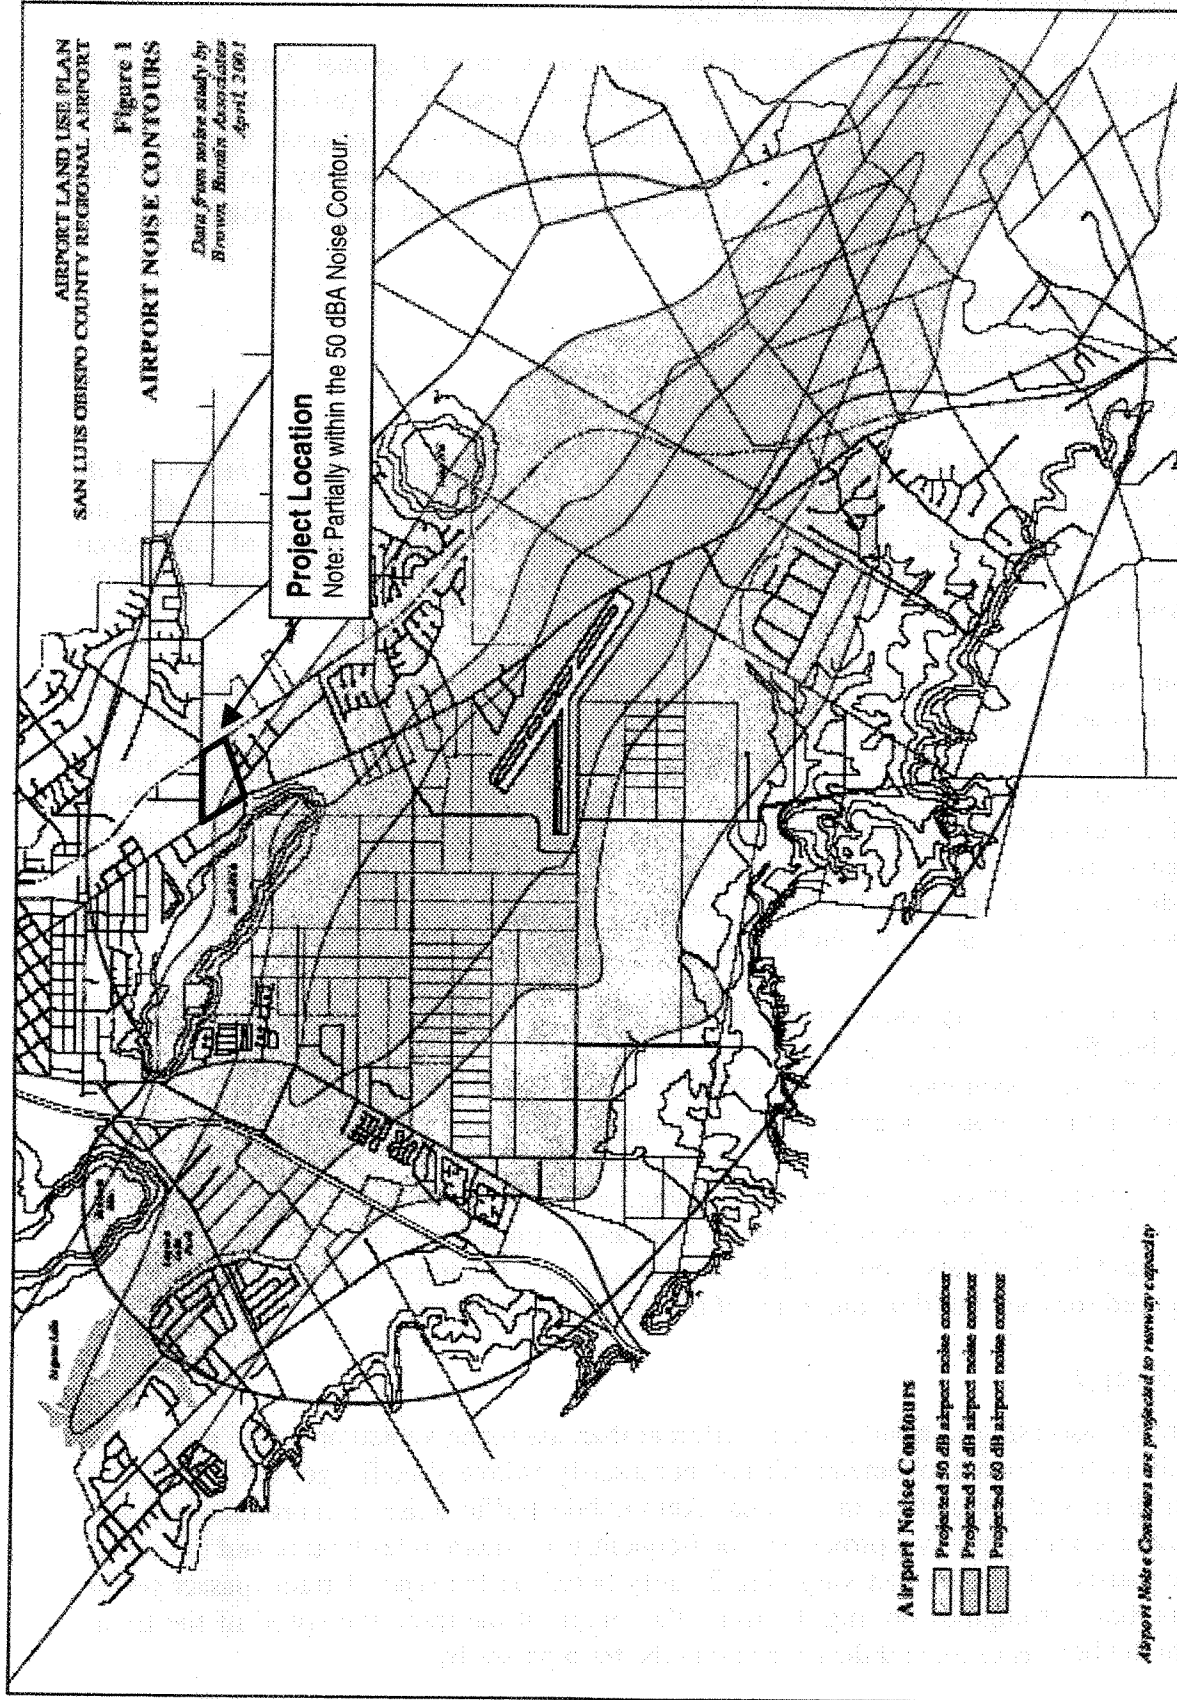 AIRPORT LAND USE PLAN
SAN LUIS OBISPO COUNTY REGIONAL AIRPORT
Figure 1
AIRPORT NOISE CONTOURS
Data from noise study by
Brown, Buntin Associates
April, 2001
Project Location
Note: Partially within the 50 dBA Noise Contour.
Laguna Lake
Airport Noise Contours
Projected 50 dB airport noise contour
Projected 55 dB airport noise contour
Projected 60 dB airport noise contour
Airport Noise Contours are projected to runway capacity